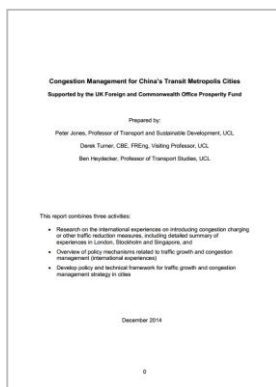 Congestion Management for China's Transit Metropolis Cities
Supported by the UK Foreign and Commonwealth Office Prosperity Fund
Prepared by:
Peter Jones, Professor of Transport and Sustainable Development, UCL
Derek Turner, CBE, FREng, Visiting Professor, UCL
Ben Heydecker, Professor of Transport Studies, UCL
This report combines three activities:
• Research on the international experiences on introducing congestion charging
or other traffic reduction measures, including detailed summary of
experiences in London, Stockholm and Singapore, and
• Overview of policy mechanisms related to traffic growth and congestion
management (international experiences)
• Develop policy and technical framework for traffic growth and congestion
management strategy in cities
December 2014
0